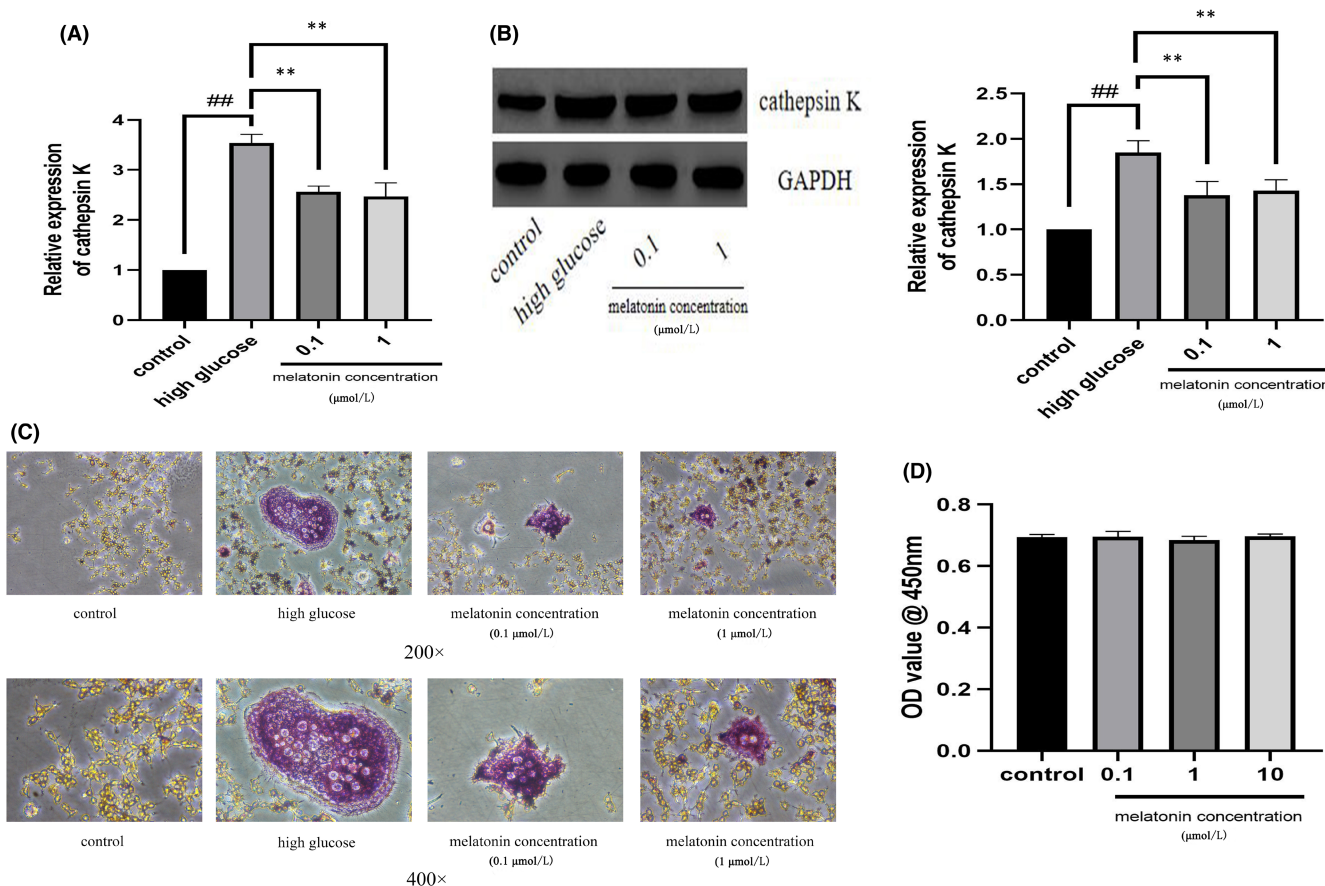 (A)
**
**
##
4
3
2
1
0
Relative expression
of cathepsin K
control
high glucose
0.1
1
melatonin concentration
(μmol/L)
(B)
cathepsin K
GAPDH
control
high glucose
0.1
1
melatonin concentration
(μmol/L)
**
**
##
2.5
2.0
1.5
1.0
0.5
0.0
Relative expression
of cathepsin K
control
high glucose
0.1
1
melatonin concentration
(μmol/L)
(C)
control
high glucose
melatonin concentration
(0.1 μmol/L)
melatonin concentration
(1 μmol/L)
200×
control
high glucose
melatonin concentration
(0.1 μmol/L)
melatonin concentration
(1 μmol/L)
400×
(D)
0.8
0.6
0.4
0.2
0.0
OD value @ 450nm
control
0.1
1
10
melatonin concentration
(μmol/L)